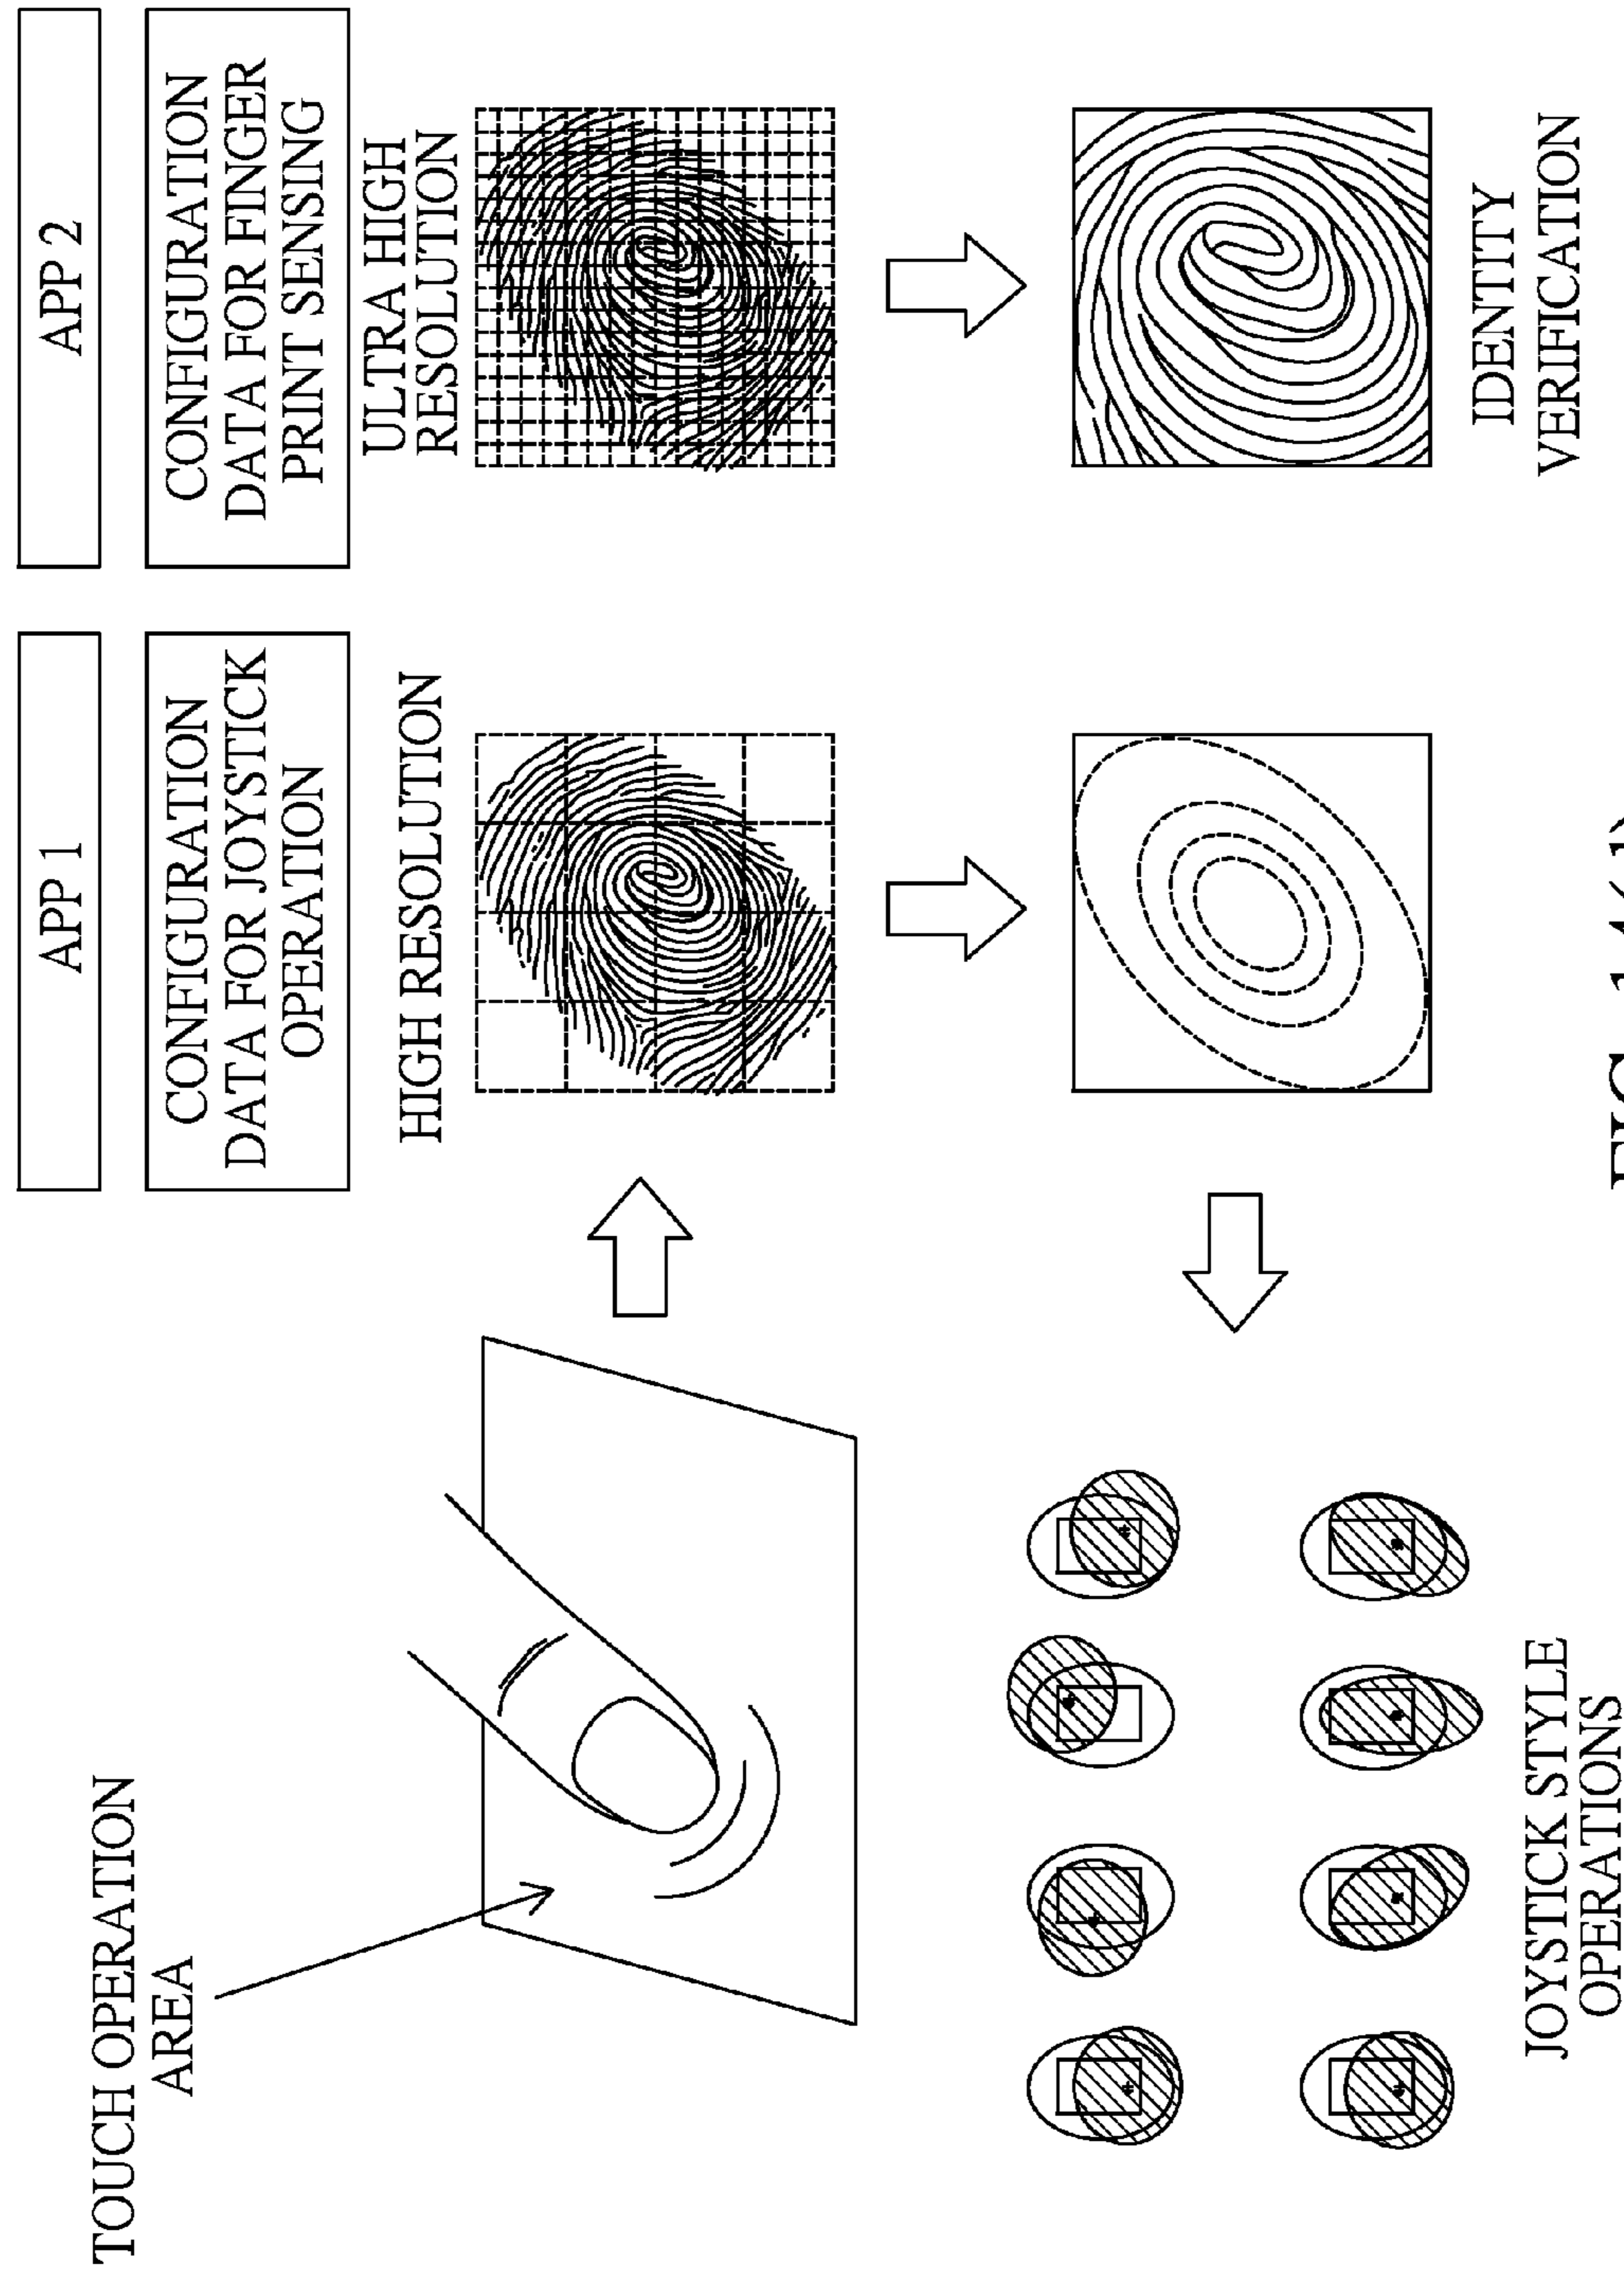 APP 1
APP 2
TOUCH OPERATION
AREA
CONFIGURATION
DATA FOR JOYSTICK
OPERATION
CONFIGURATION
DATA FOR FINGER
PRINT SENSING
HIGH RESOLUTION
ULTRA HIGH
RESOLUTION
JOYSTICK STYLE
OPERATIONS
IDENTITY
VERIFICATION